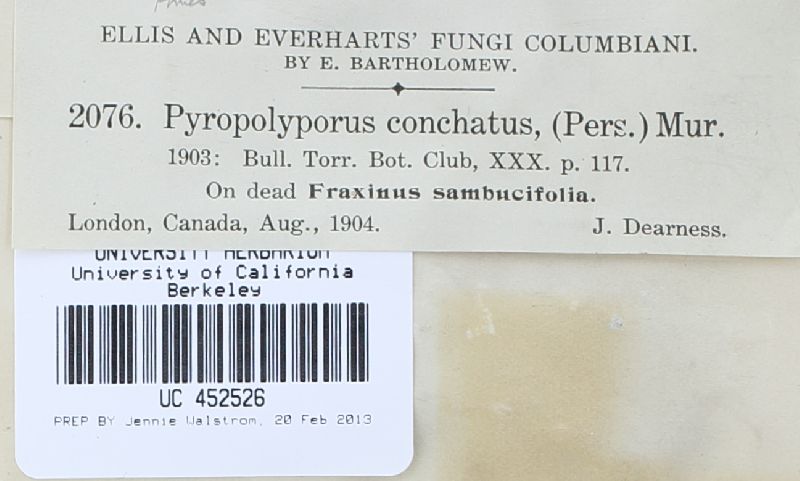 ELLIS AND EVERHARTS' FUNGI COLUMBIANI.
BY E. BARTHOLOMEW.
2076. Pyropolyporus conchatus, (Pers.) Mur.
1903: Bull. Torr. Bot. Club, XXX. p. 117.
On dead Fraxinus sambucifolia.
London, Canada, Aug., 1904. J. Dearness.
UNIVERSITY HERBARIUM
University of California
Berkeley
UC 452526
PREP BY Jennie Walstrom, 20 Feb 2013